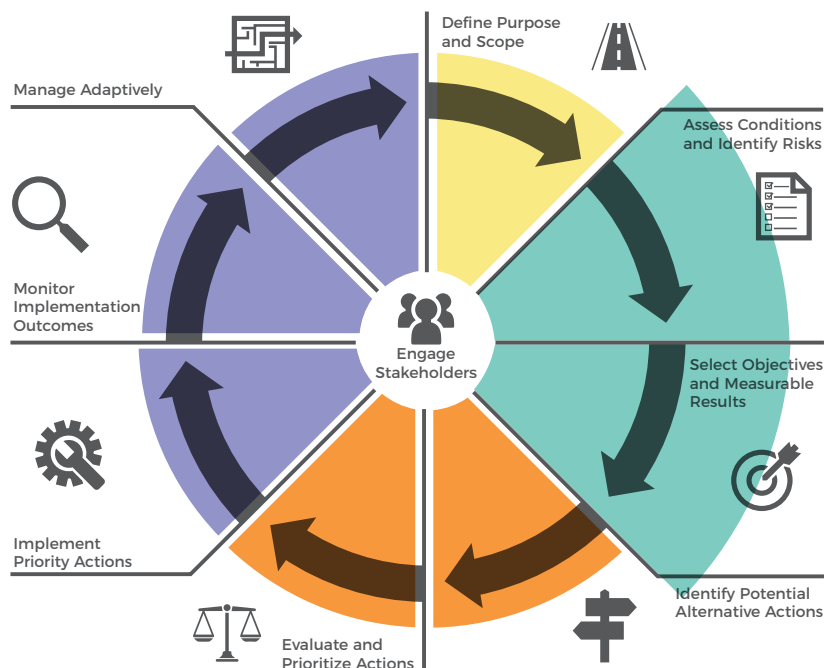 Define Purpose
and Scope
Assess Conditions
and Identify Risks
Select Objectives
and Measurable
Results
Identify Potential
Alternative Actions
Evaluate and
Prioritize Actions
Implement
Priority Actions
Monitor
Implementation
Outcomes
Manage Adaptively
Engage
Stakeholders